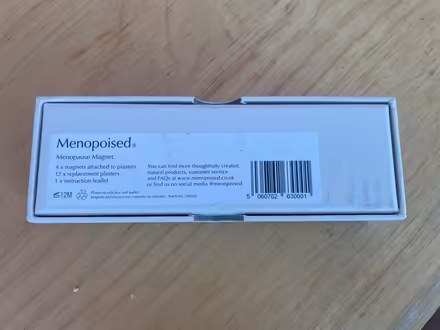 Menopoised®
Menopause Magnet.
4 x magnets attached to plasters
12 x replacement plasters
1 x instruction leaflet
12M
You can find more thoughtfully created,
natural products, customer service
and FAQs at www.menopoised.co.uk
or find us on social media @menopoised
5 060762 630001